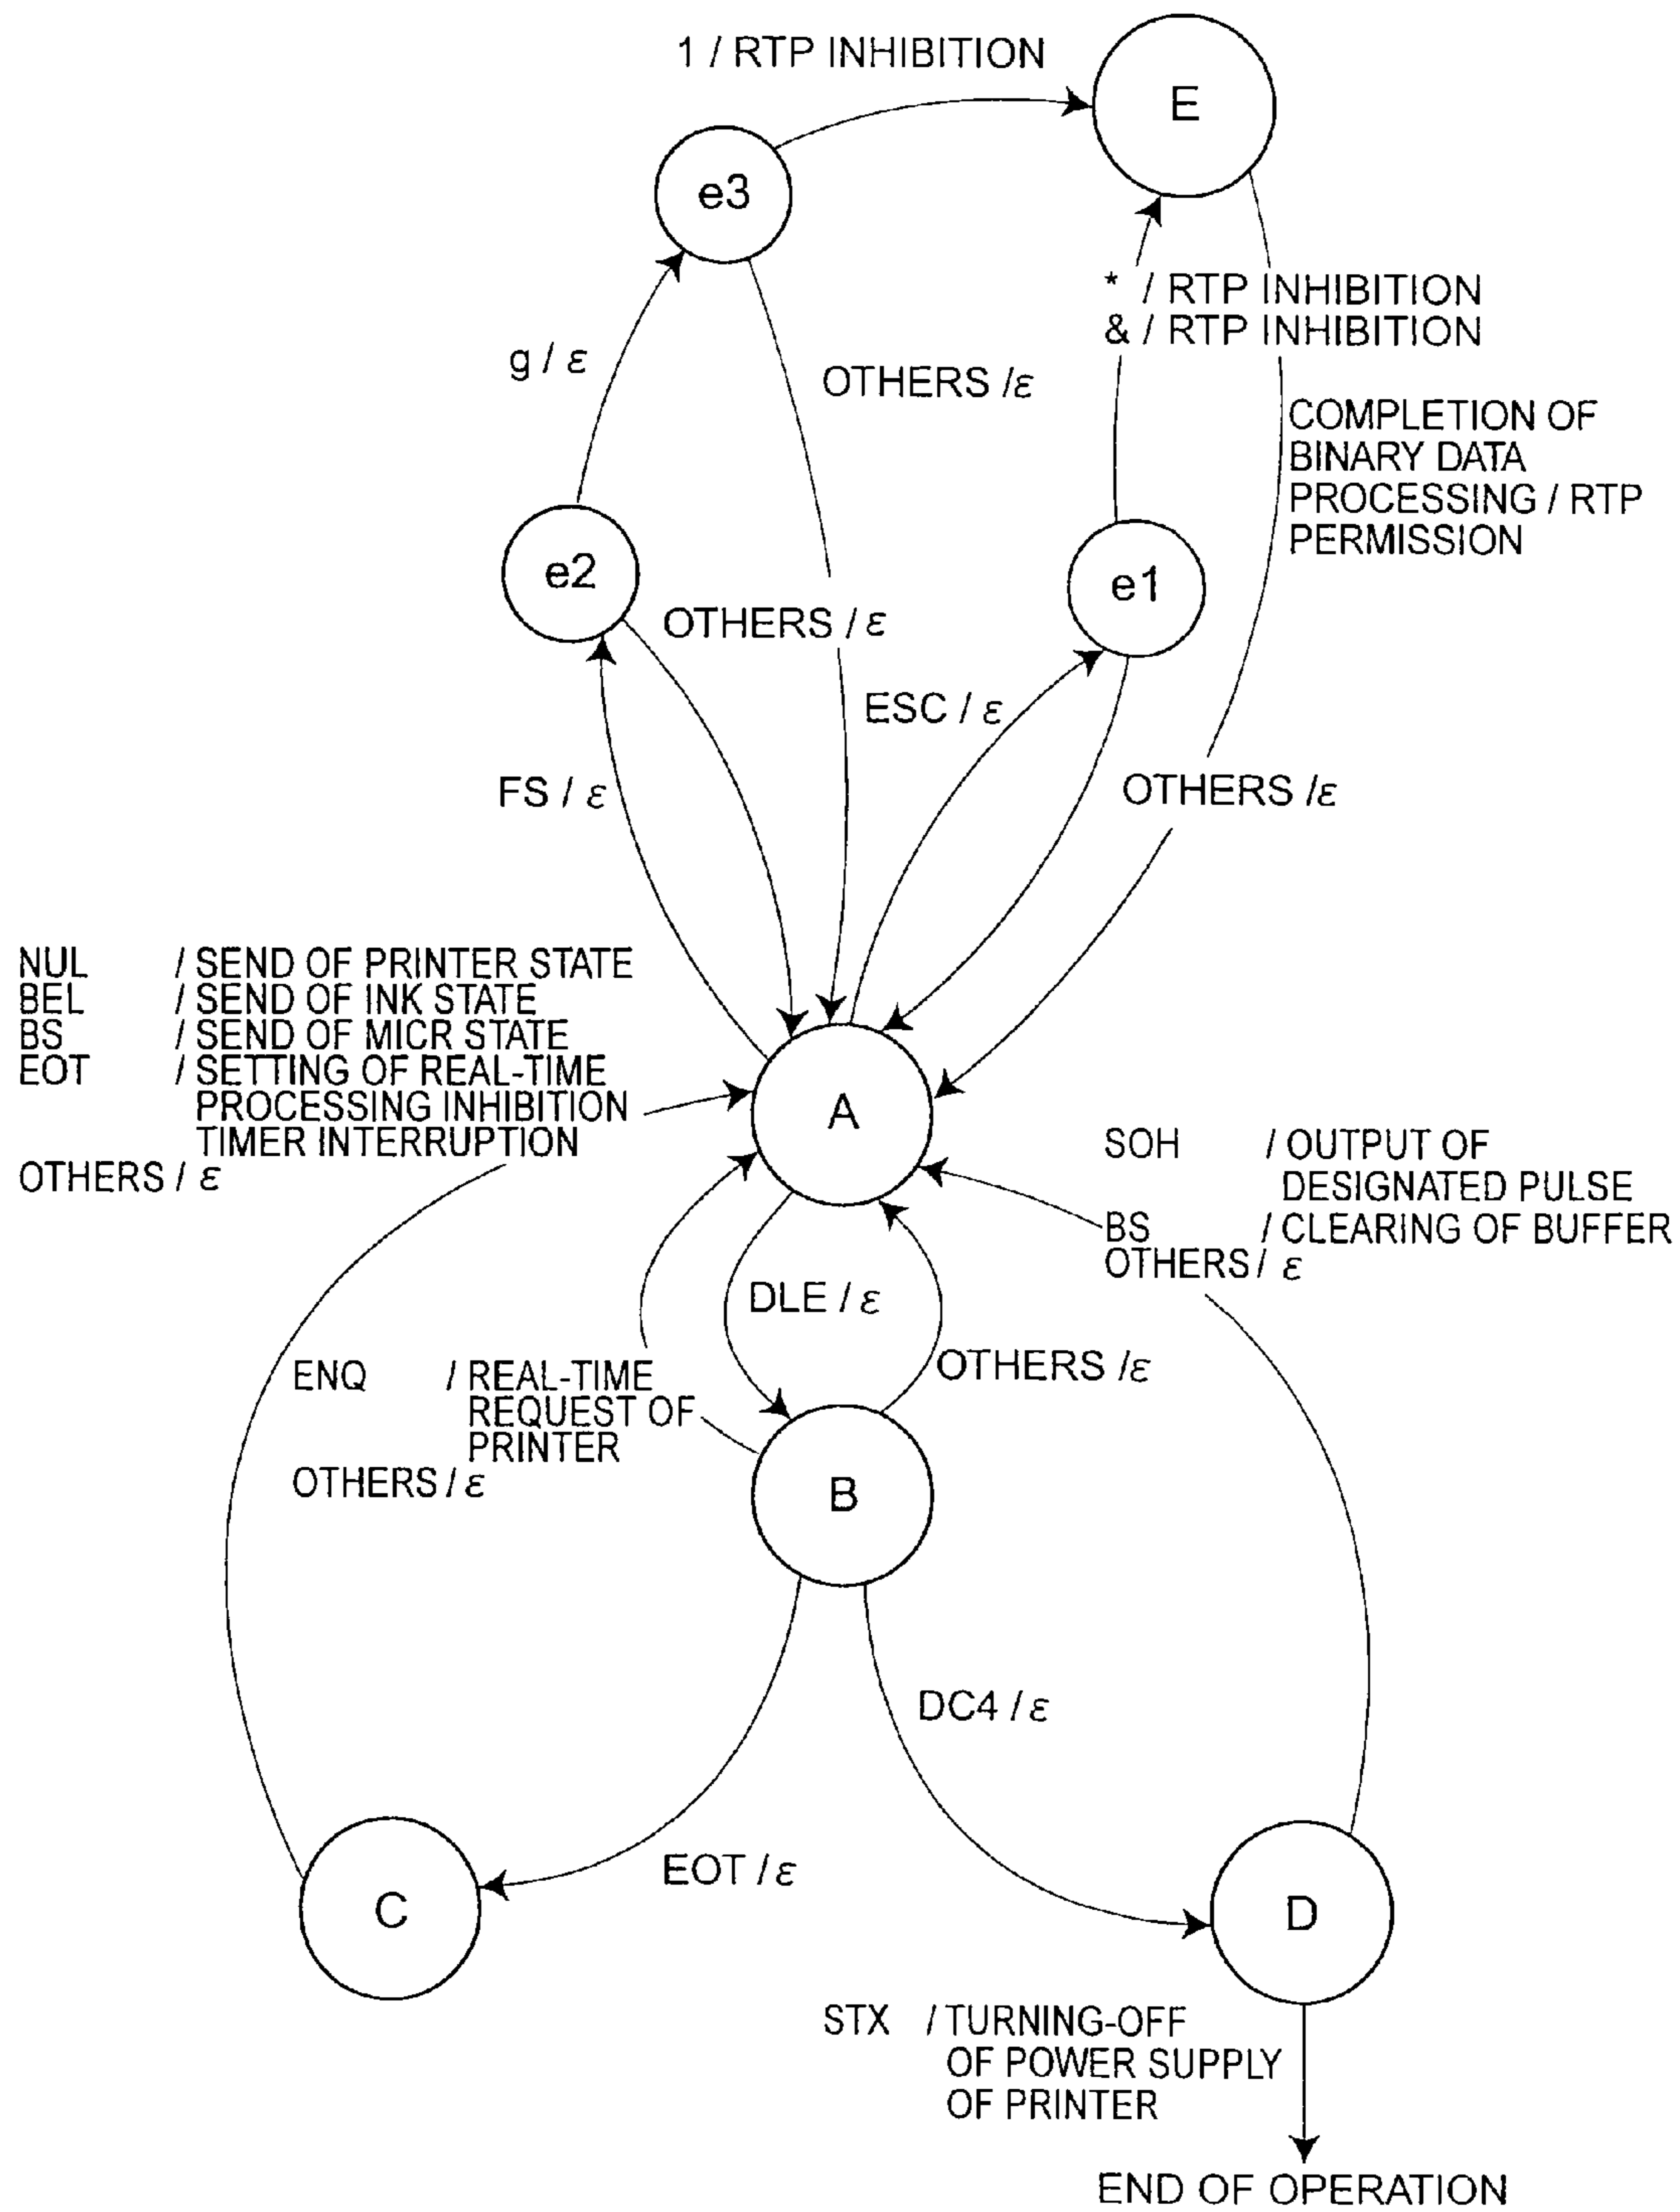 1 / RTP INHIBITION
E
e3
* / RTP INHIBITION
& / RTP INHIBITION
g / ε
OTHERS /ε
COMPLETION OF
BINARY DATA
PROCESSING / RTP
PERMISSION
e2
e1
OTHERS / ε
ESC / ε
FS / ε
OTHERS /ε
NUL / SEND OF PRINTER STATE
BEL / SEND OF INK STATE
BS / SEND OF MICR STATE
EOT / SETTING OF REAL-TIME
PROCESSING INHIBITION
TIMER INTERRUPTION
OTHERS / ε
A
SOH / OUTPUT OF
DESIGNATED PULSE
BS / CLEARING OF BUFFER
OTHERS / ε
DLE / ε
OTHERS /ε
ENQ / REAL-TIME
REQUEST OF
PRINTER
OTHERS / ε
B
DC4 / ε
EOT / ε
C
D
STX / TURNING-OFF
OF POWER SUPPLY
OF PRINTER
END OF OPERATION